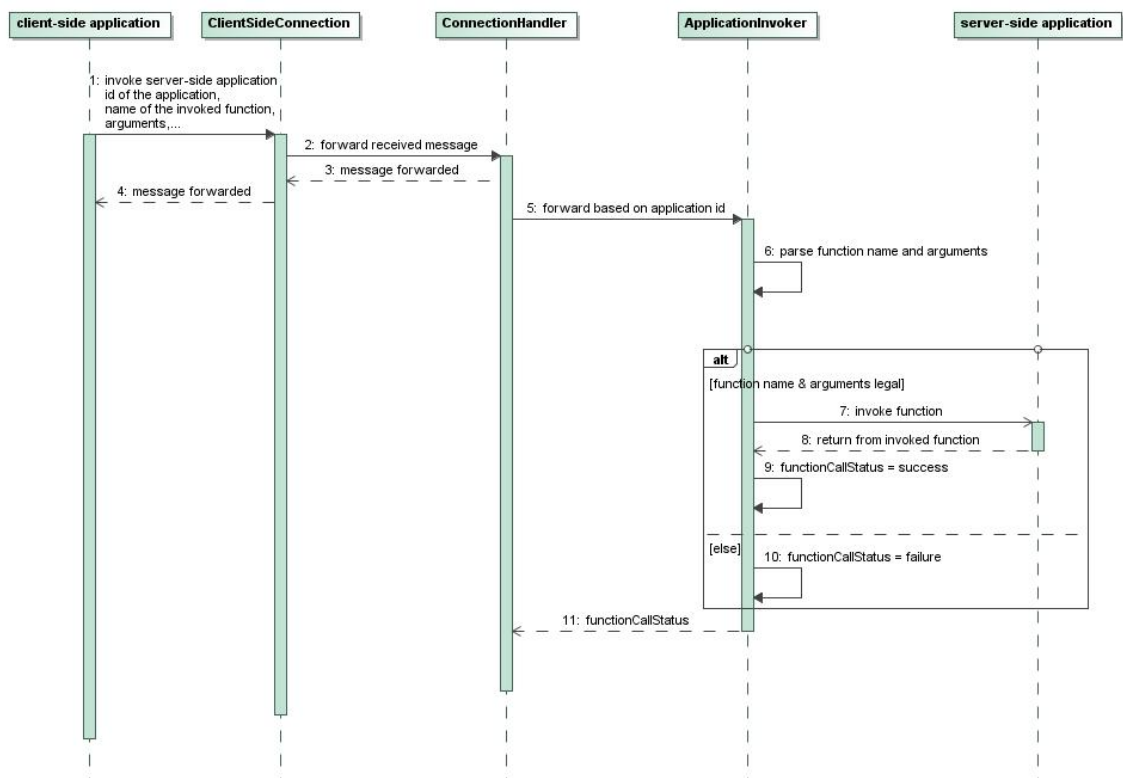 client-side application
ClientSideConnection
ConnectionHandler
ApplicationInvoker
server-side application
1: invoke server-side application
id of the application,
name of the invoked function,
arguments,...
2: forward received message
3: message forwarded
4: message forwarded
5: forward based on application id
6: parse function name and arguments
alt
[function name & arguments legal]
7: invoke function
8: return from invoked function
9: functionCallStatus = success
[else]
10: functionCallStatus = failure
11: functionCallStatus